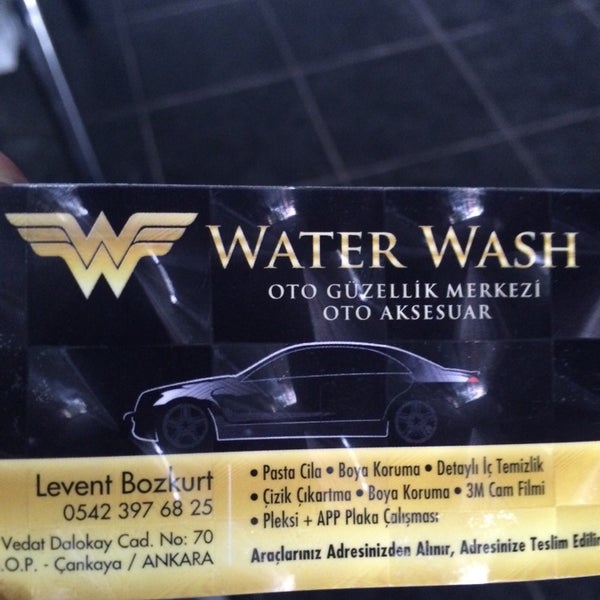 WATER WASH
OTO GÜZELLİK MERKEZİ
OTO AKSESUAR
Levent Bozkurt
0542 397 68 25
Vedat Dalokay Cad. No: 70
.O.P. - Çankaya / ANKARA
• Pasta Cila • Boya Koruma • Detaylı İç Temizlik
• Çizik Çıkartma • Boya Koruma • 3M Cam Filmi
• Pleksi + APP Plaka Çalışması
Araçlarınız Adresinizden Alınır, Adresinize Teslim Edilir